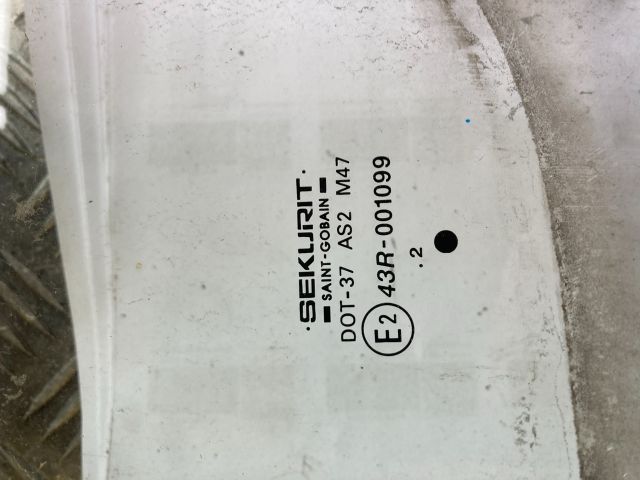 ·SEKURIT·
SAINT-GOBAIN
DOT-37 AS2 M47
E2 43R-001099
.2